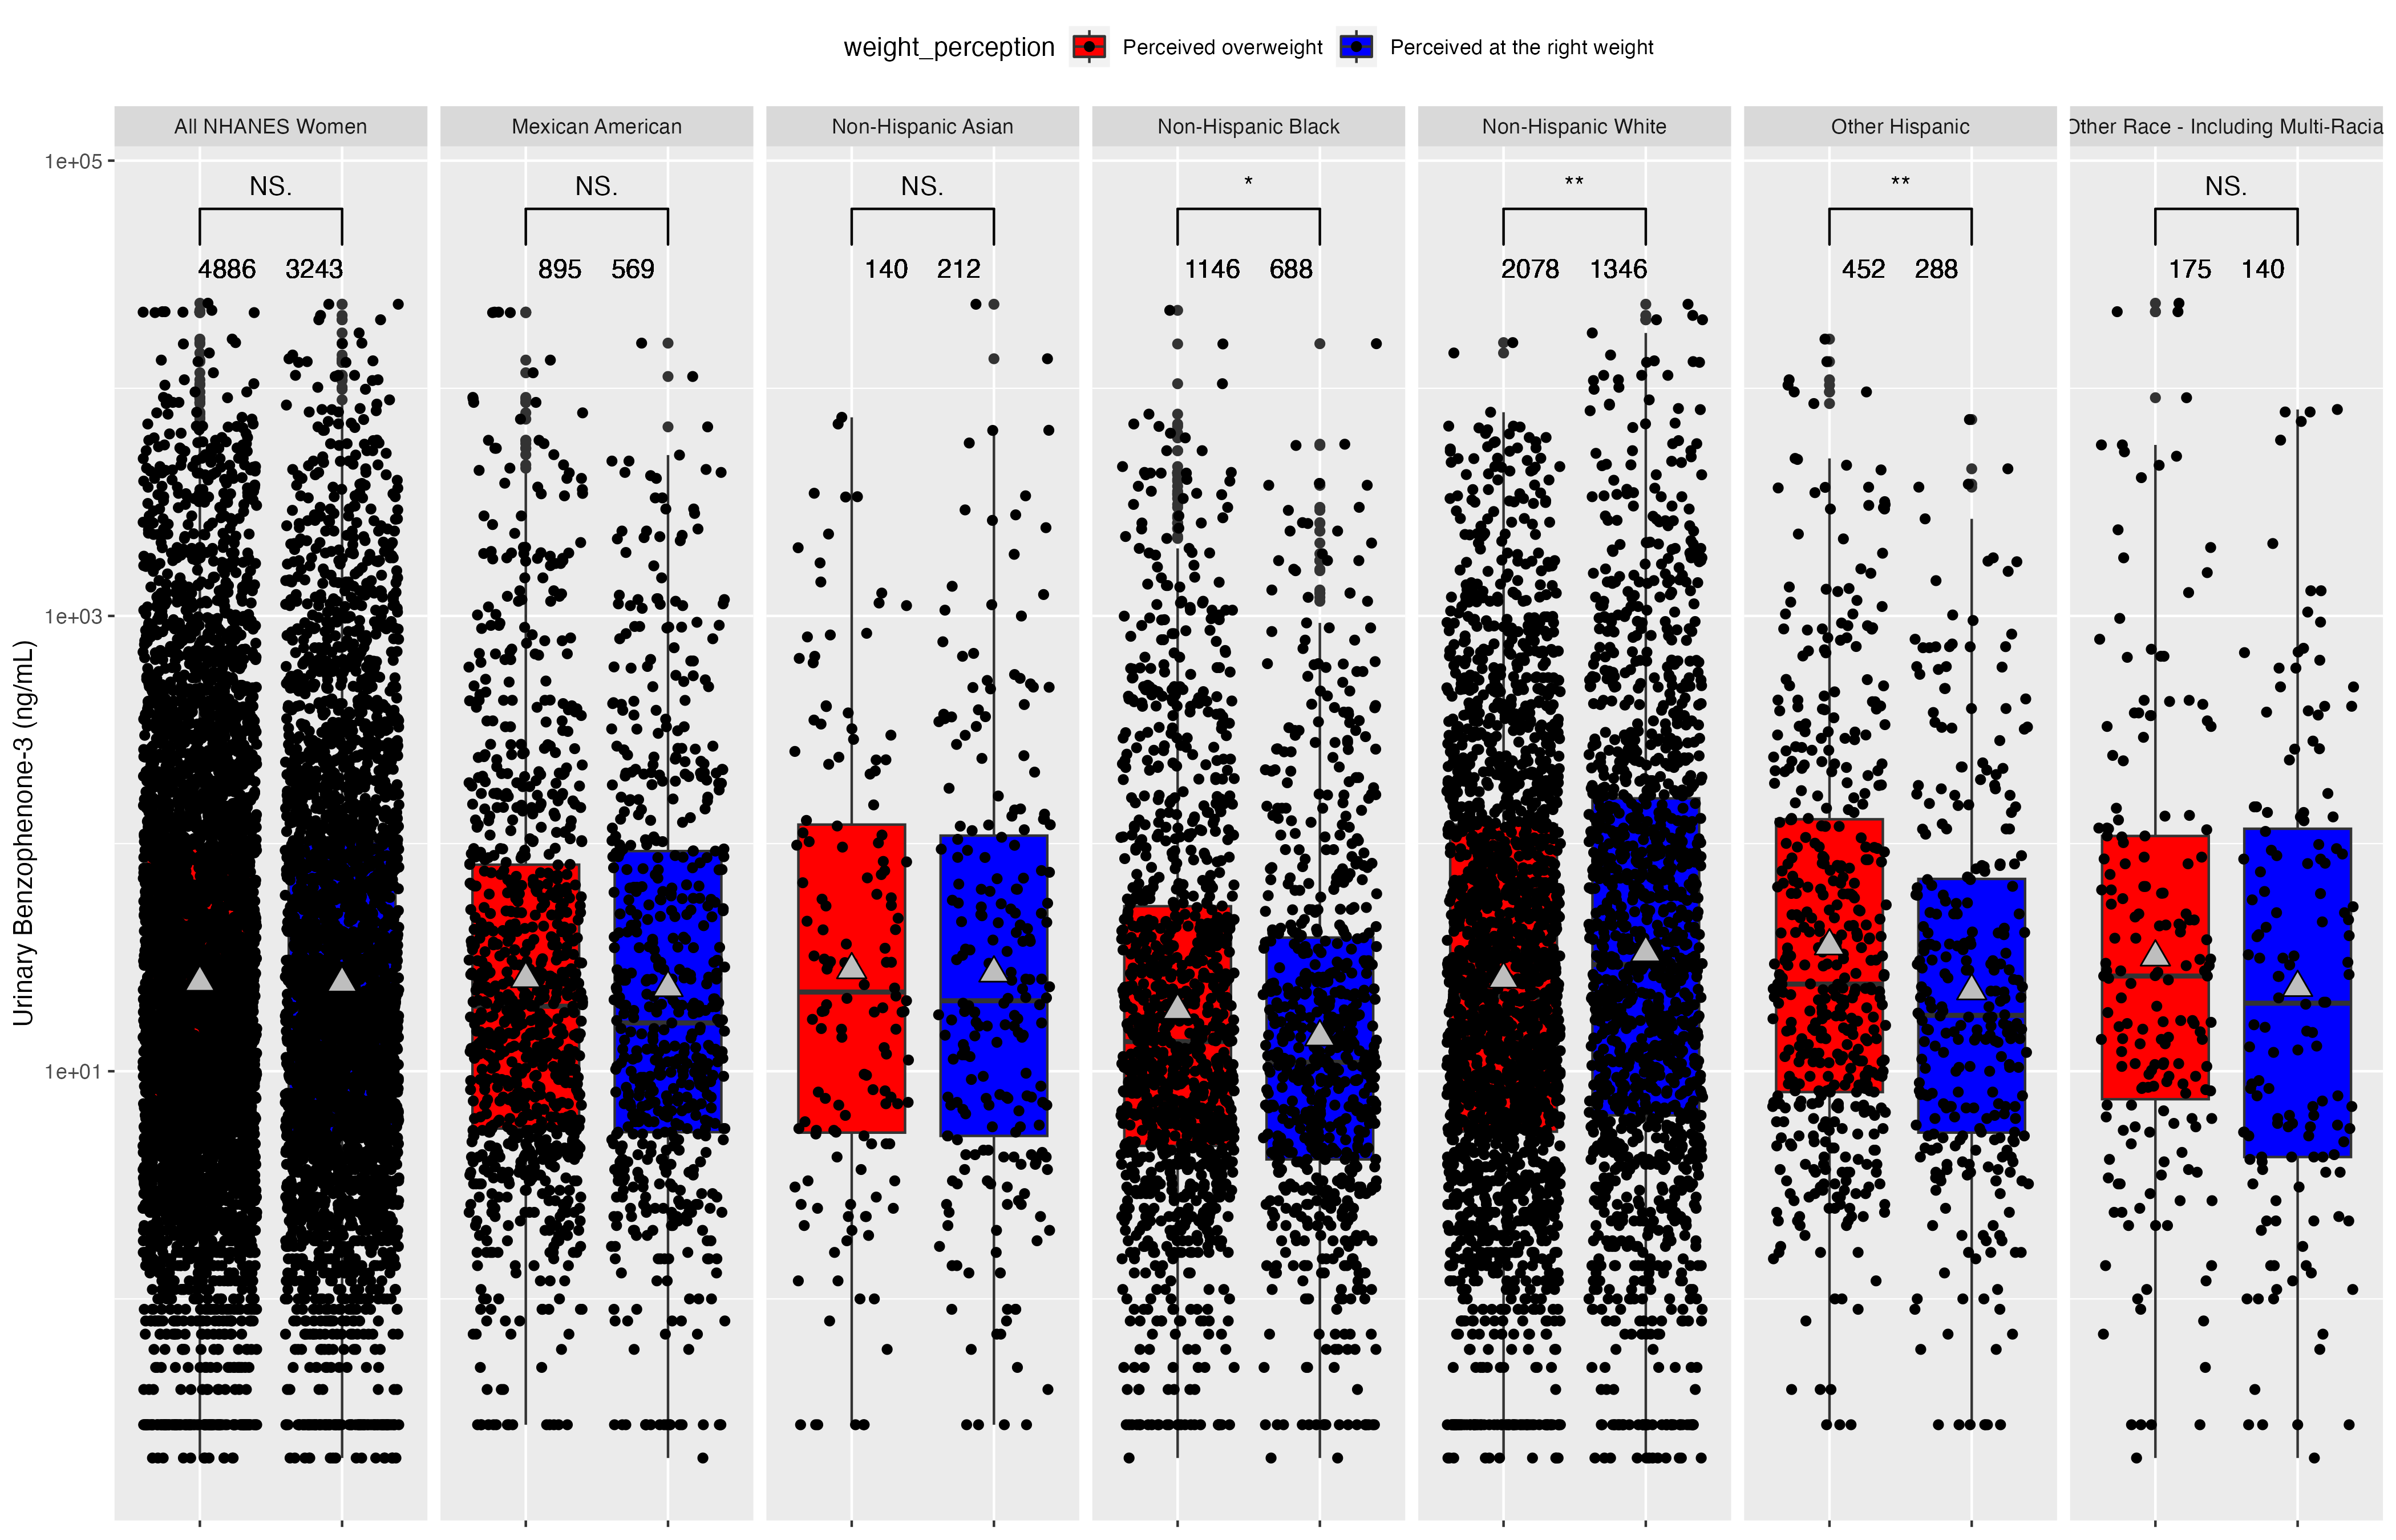 weight_perception Perceived overweight Perceived at the right weight
All NHANES Women Mexican American Non-Hispanic Asian Non-Hispanic Black Non-Hispanic White Other Hispanic Other Race - Including Multi-Racia
1e+05
NS. NS. NS. * ** ** NS.
4886 3243 895 569 140 212 1146 688 2078 1346 452 288 175 140
1e+03
Urinary Benzophenone-3 (ng/mL)
1e+01